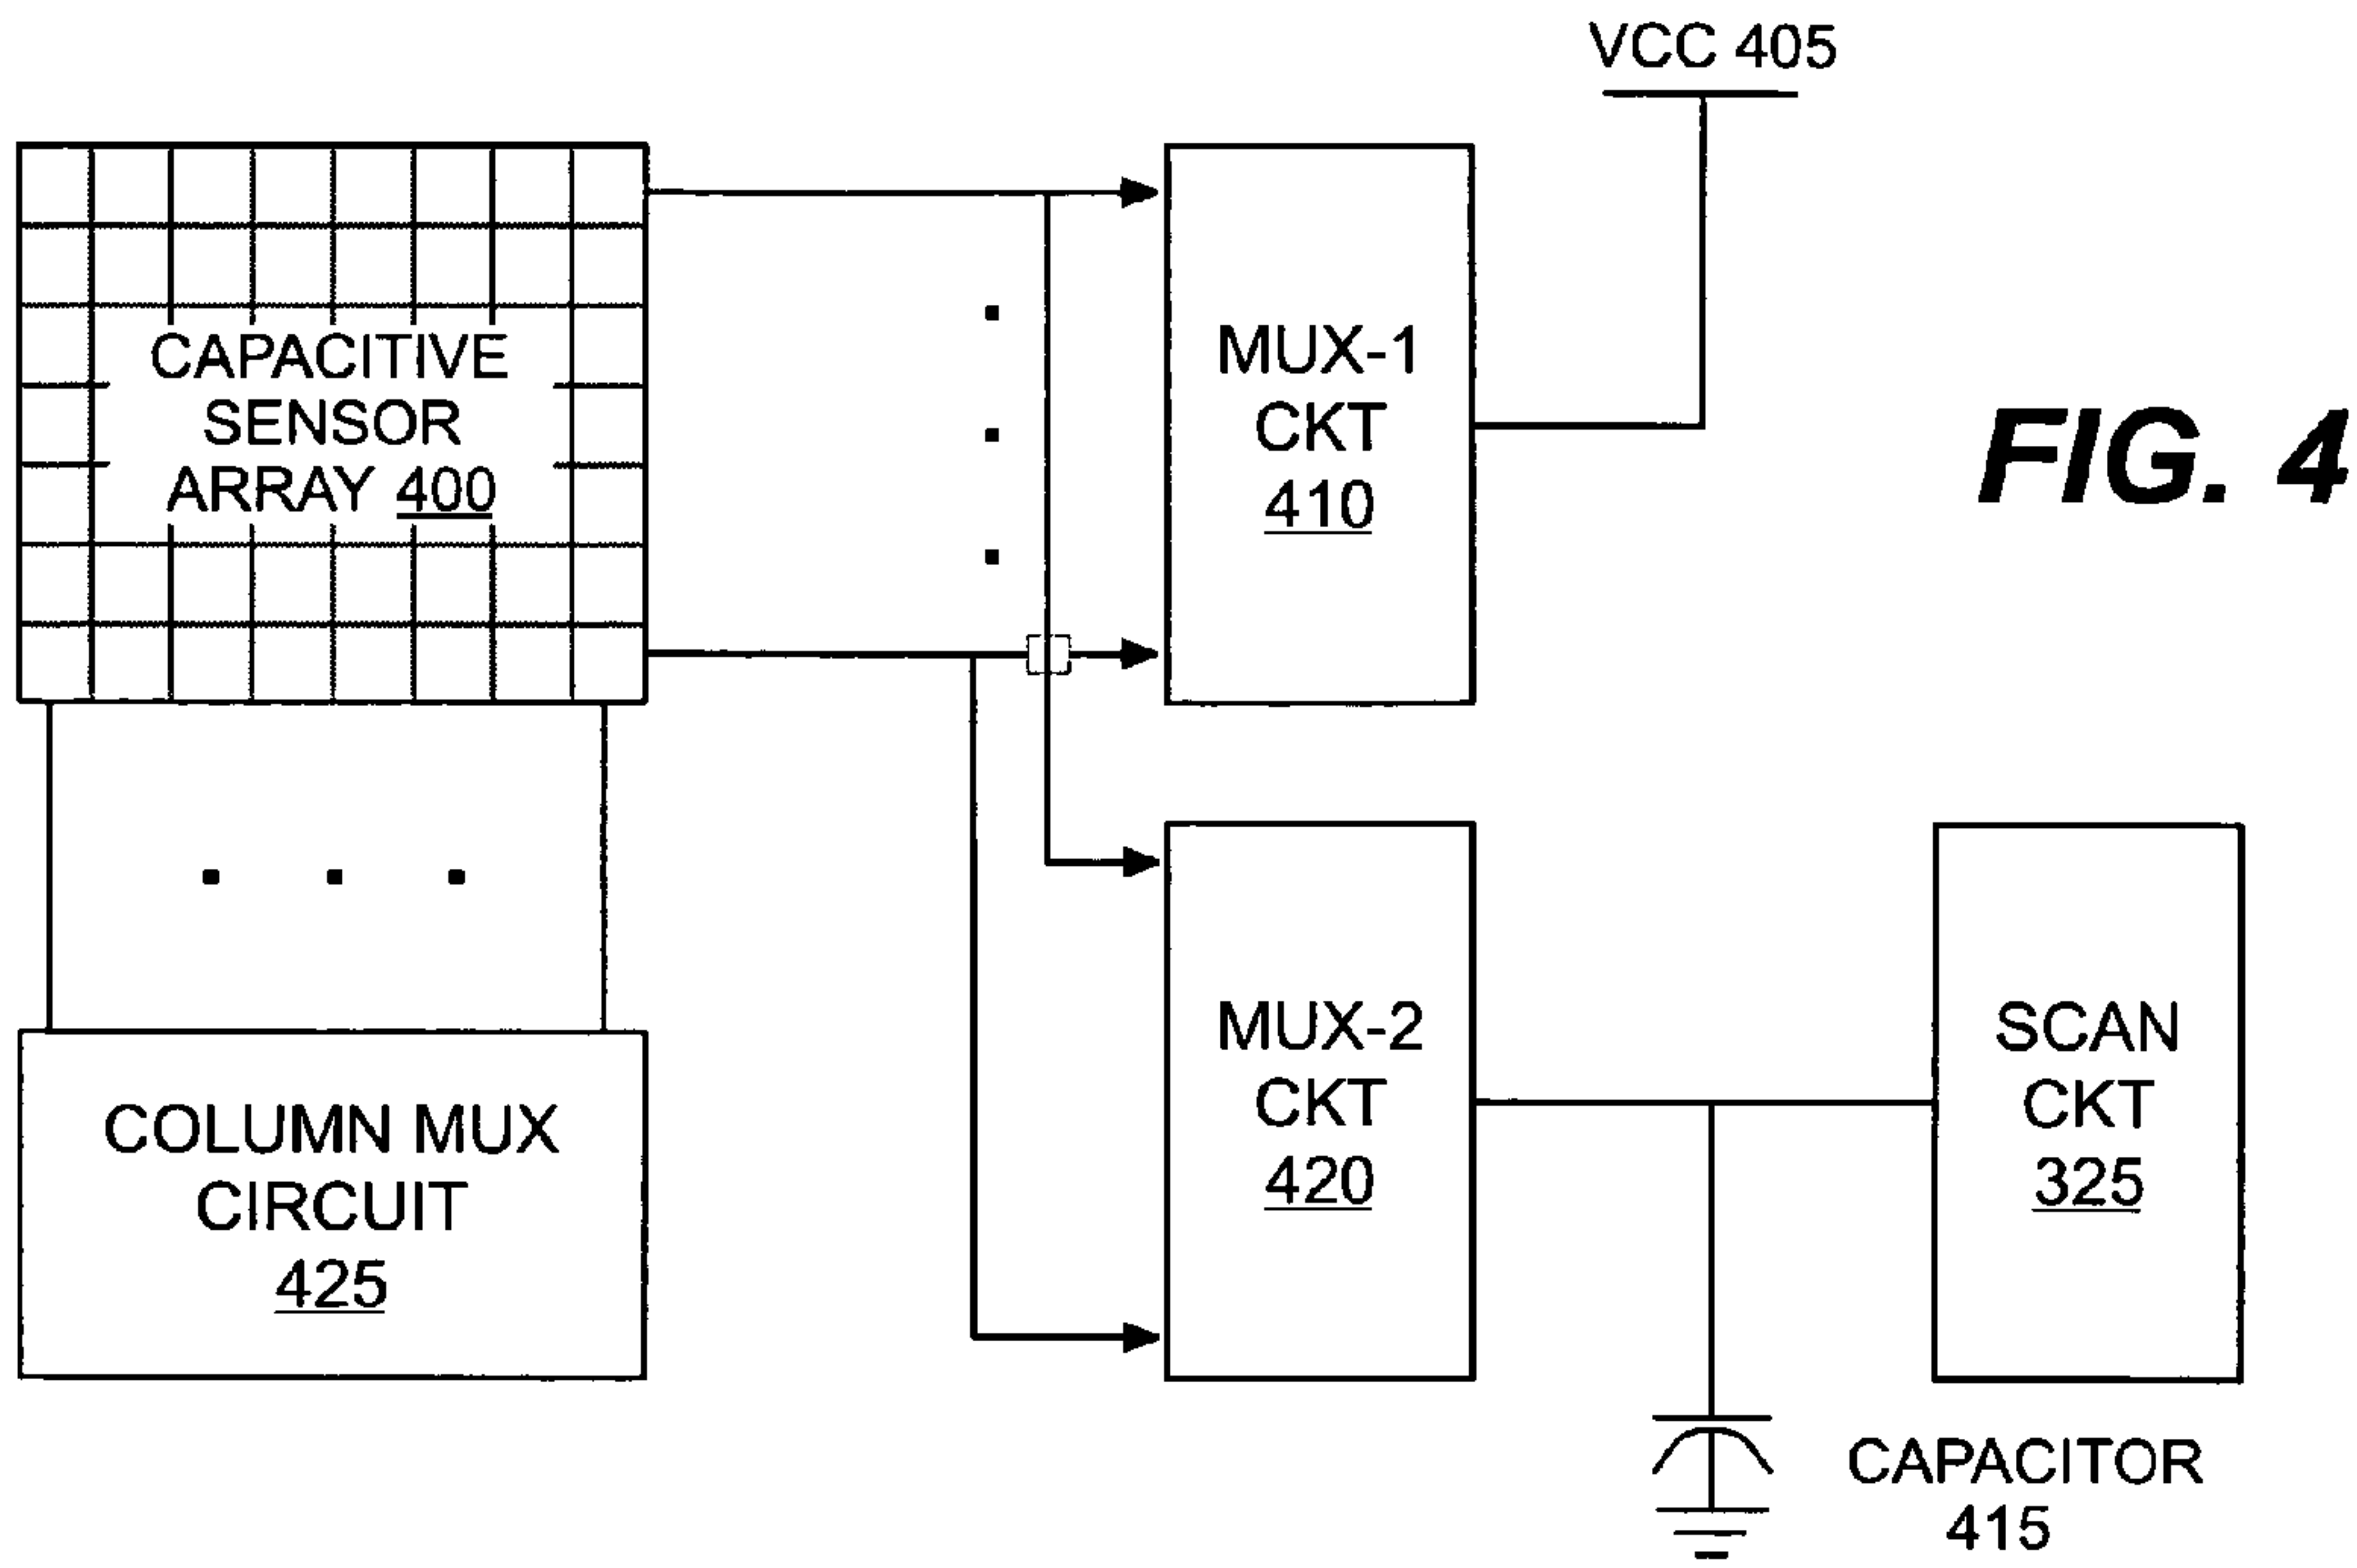 VCC 405
CAPACITIVE
SENSOR
ARRAY 400
MUX-1
CKT
410
FIG. 4
COLUMN MUX
CIRCUIT
425
MUX-2
CKT
420
SCAN
CKT
325
CAPACITOR
415